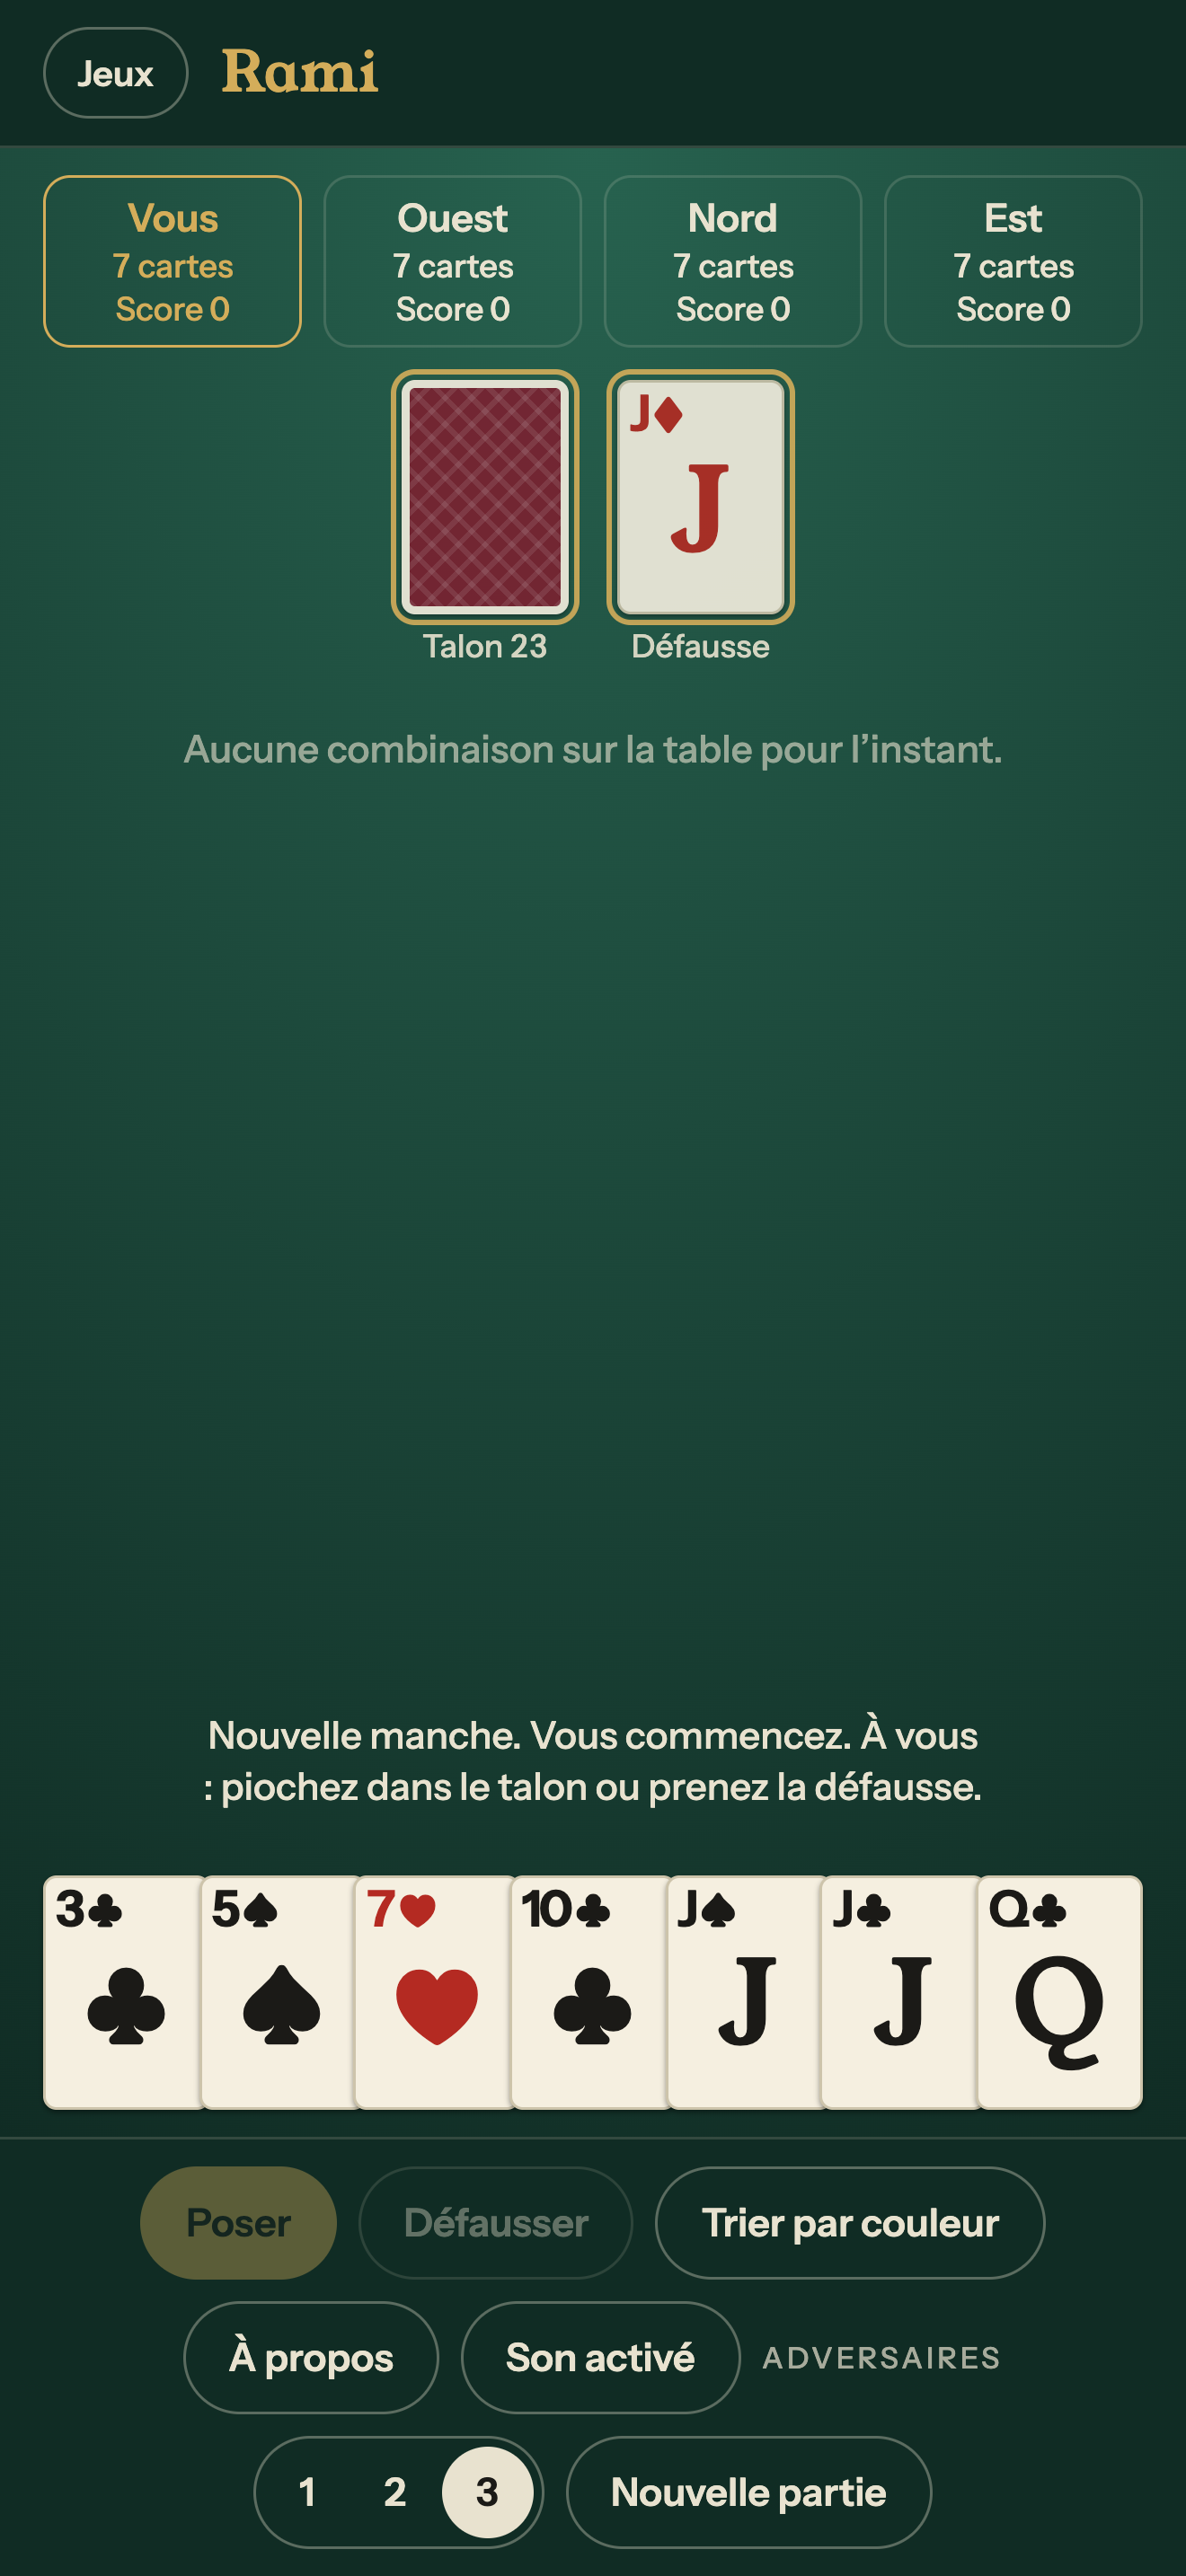 Jeux Rami
Vous Ouest Nord Est
7 cartes 7 cartes 7 cartes 7 cartes
Score 0 Score 0 Score 0 Score 0
J♦
J
Talon 23 Défausse
Aucune combinaison sur la table pour l’instant.
Nouvelle manche. Vous commencez. À vous
: piochez dans le talon ou prenez la défausse.
3♣ 5♠ 7♥ 10♣ J♠ J♣ Q♣
J J Q
Poser Défausser Trier par couleur
À propos Son activé ADVERSAIRES
1 2 3 Nouvelle partie